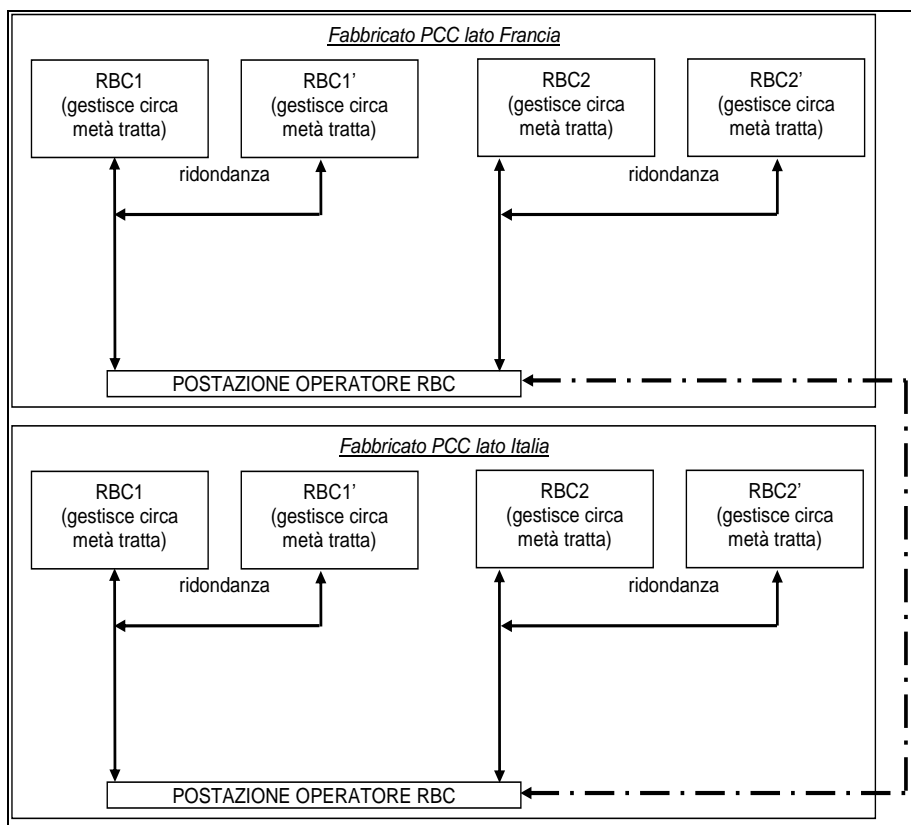 Fabbricato PCC lato Francia
RBC1
(gestisce circa
metà tratta)
RBC1’
(gestisce circa
metà tratta)
RBC2
(gestisce circa
metà tratta)
RBC2’
(gestisce circa
metà tratta)
ridondanza
ridondanza
POSTAZIONE OPERATORE RBC
Fabbricato PCC lato Italia
RBC1
(gestisce circa
metà tratta)
RBC1’
(gestisce circa
metà tratta)
RBC2
(gestisce circa
metà tratta)
RBC2’
(gestisce circa
metà tratta)
ridondanza
ridondanza
POSTAZIONE OPERATORE RBC